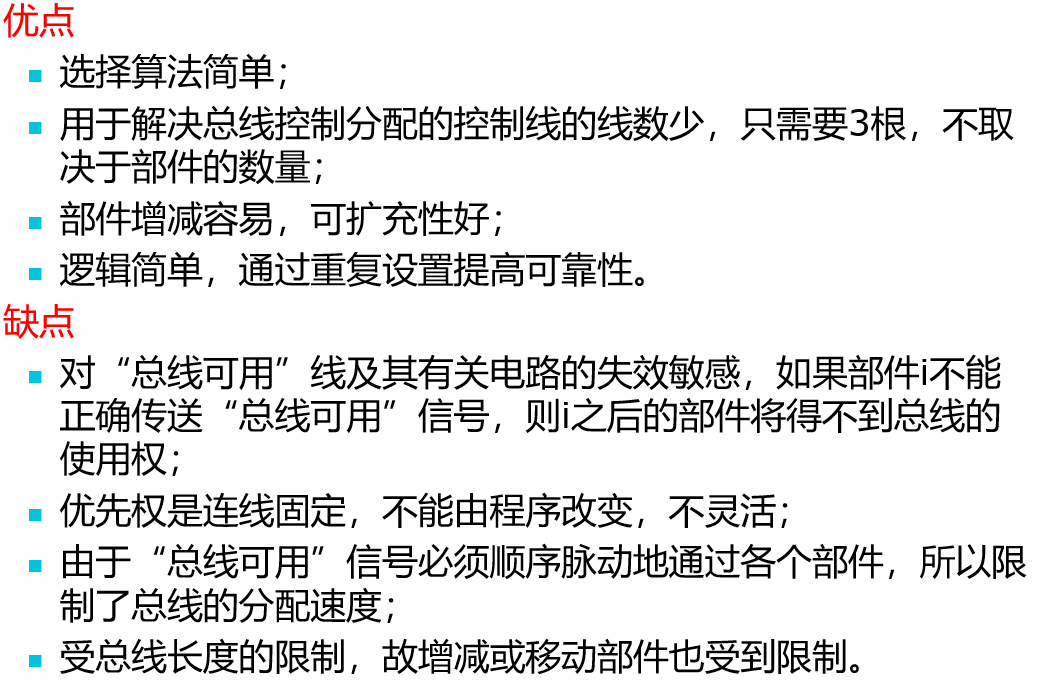 优点
选择算法简单；
用于解决总线控制分配的控制线的线数少，只需要3根，不取
决于部件的数量；
部件增减容易，可扩充性好；
逻辑简单，通过重复设置提高可靠性。
缺点
对“总线可用”线及其有关电路的失效敏感，如果部件i不能
正确传送“总线可用”信号，则i之后的部件将得不到总线的
使用权；
优先权是连线固定，不能由程序改变，不灵活；
由于“总线可用”信号必须顺序脉动地通过各个部件，所以限
制了总线的分配速度；
受总线长度的限制，故增减或移动部件也受到限制。